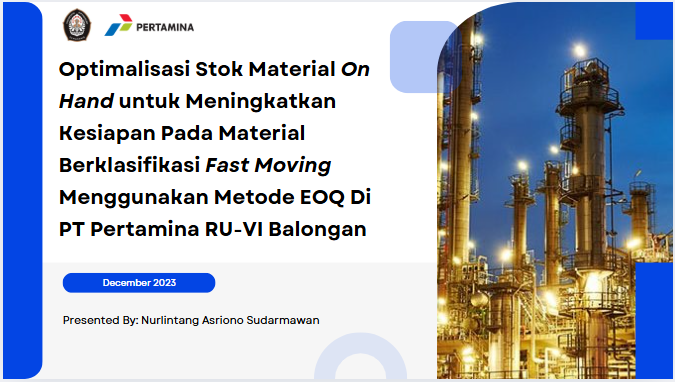 PERTAMINA
Optimalisasi Stok Material On
Hand untuk Meningkatkan
Kesiapan Pada Material
Berklasifikasi Fast Moving
Menggunakan Metode EOQ Di
PT Pertamina RU-VI Balongan
December 2023
Presented By: Nurlintang Asriono Sudarmawan